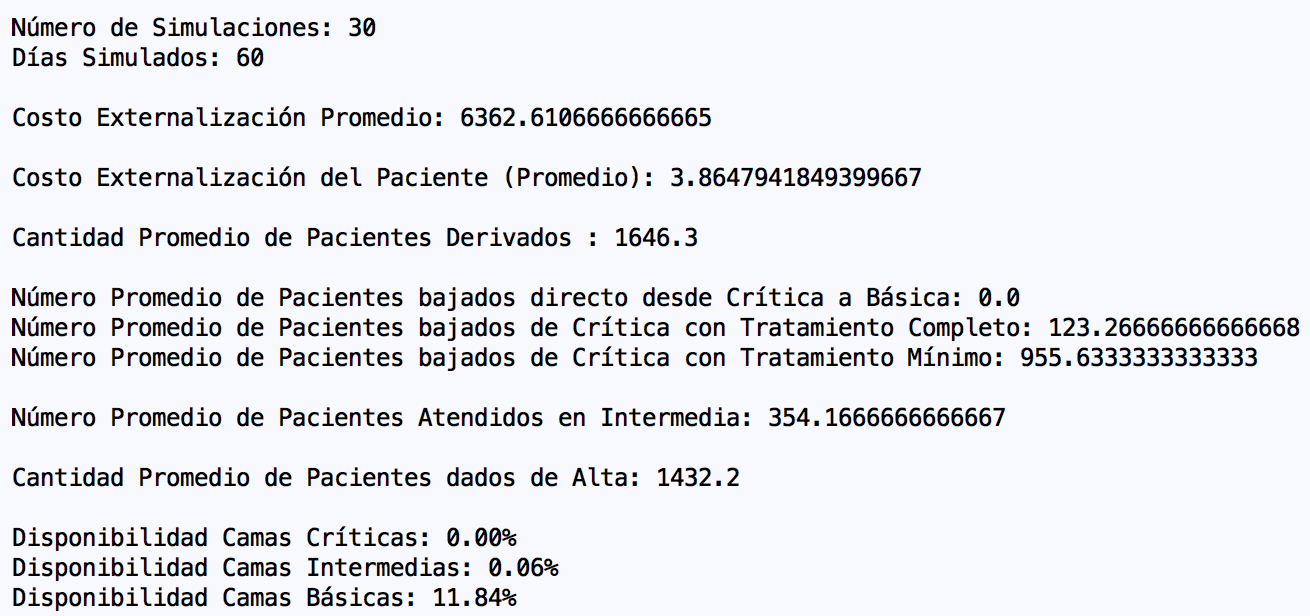 Número de Simulaciones: 30
Días Simulados: 60
Costo Externalización Promedio: 6362.6106666666665
Costo Externalización del Paciente (Promedio): 3.8647941849399667
Cantidad Promedio de Pacientes Derivados : 1646.3
Número Promedio de Pacientes bajados directo desde Crítica a Básica: 0.0
Número Promedio de Pacientes bajados de Crítica con Tratamiento Completo: 123.26666666666668
Número Promedio de Pacientes bajados de Crítica con Tratamiento Mínimo: 955.6333333333333
Número Promedio de Pacientes Atendidos en Intermedia: 354.1666666666667
Cantidad Promedio de Pacientes dados de Alta: 1432.2
Disponibilidad Camas Críticas: 0.00%
Disponibilidad Camas Intermedias: 0.06%
Disponibilidad Camas Básicas: 11.84%